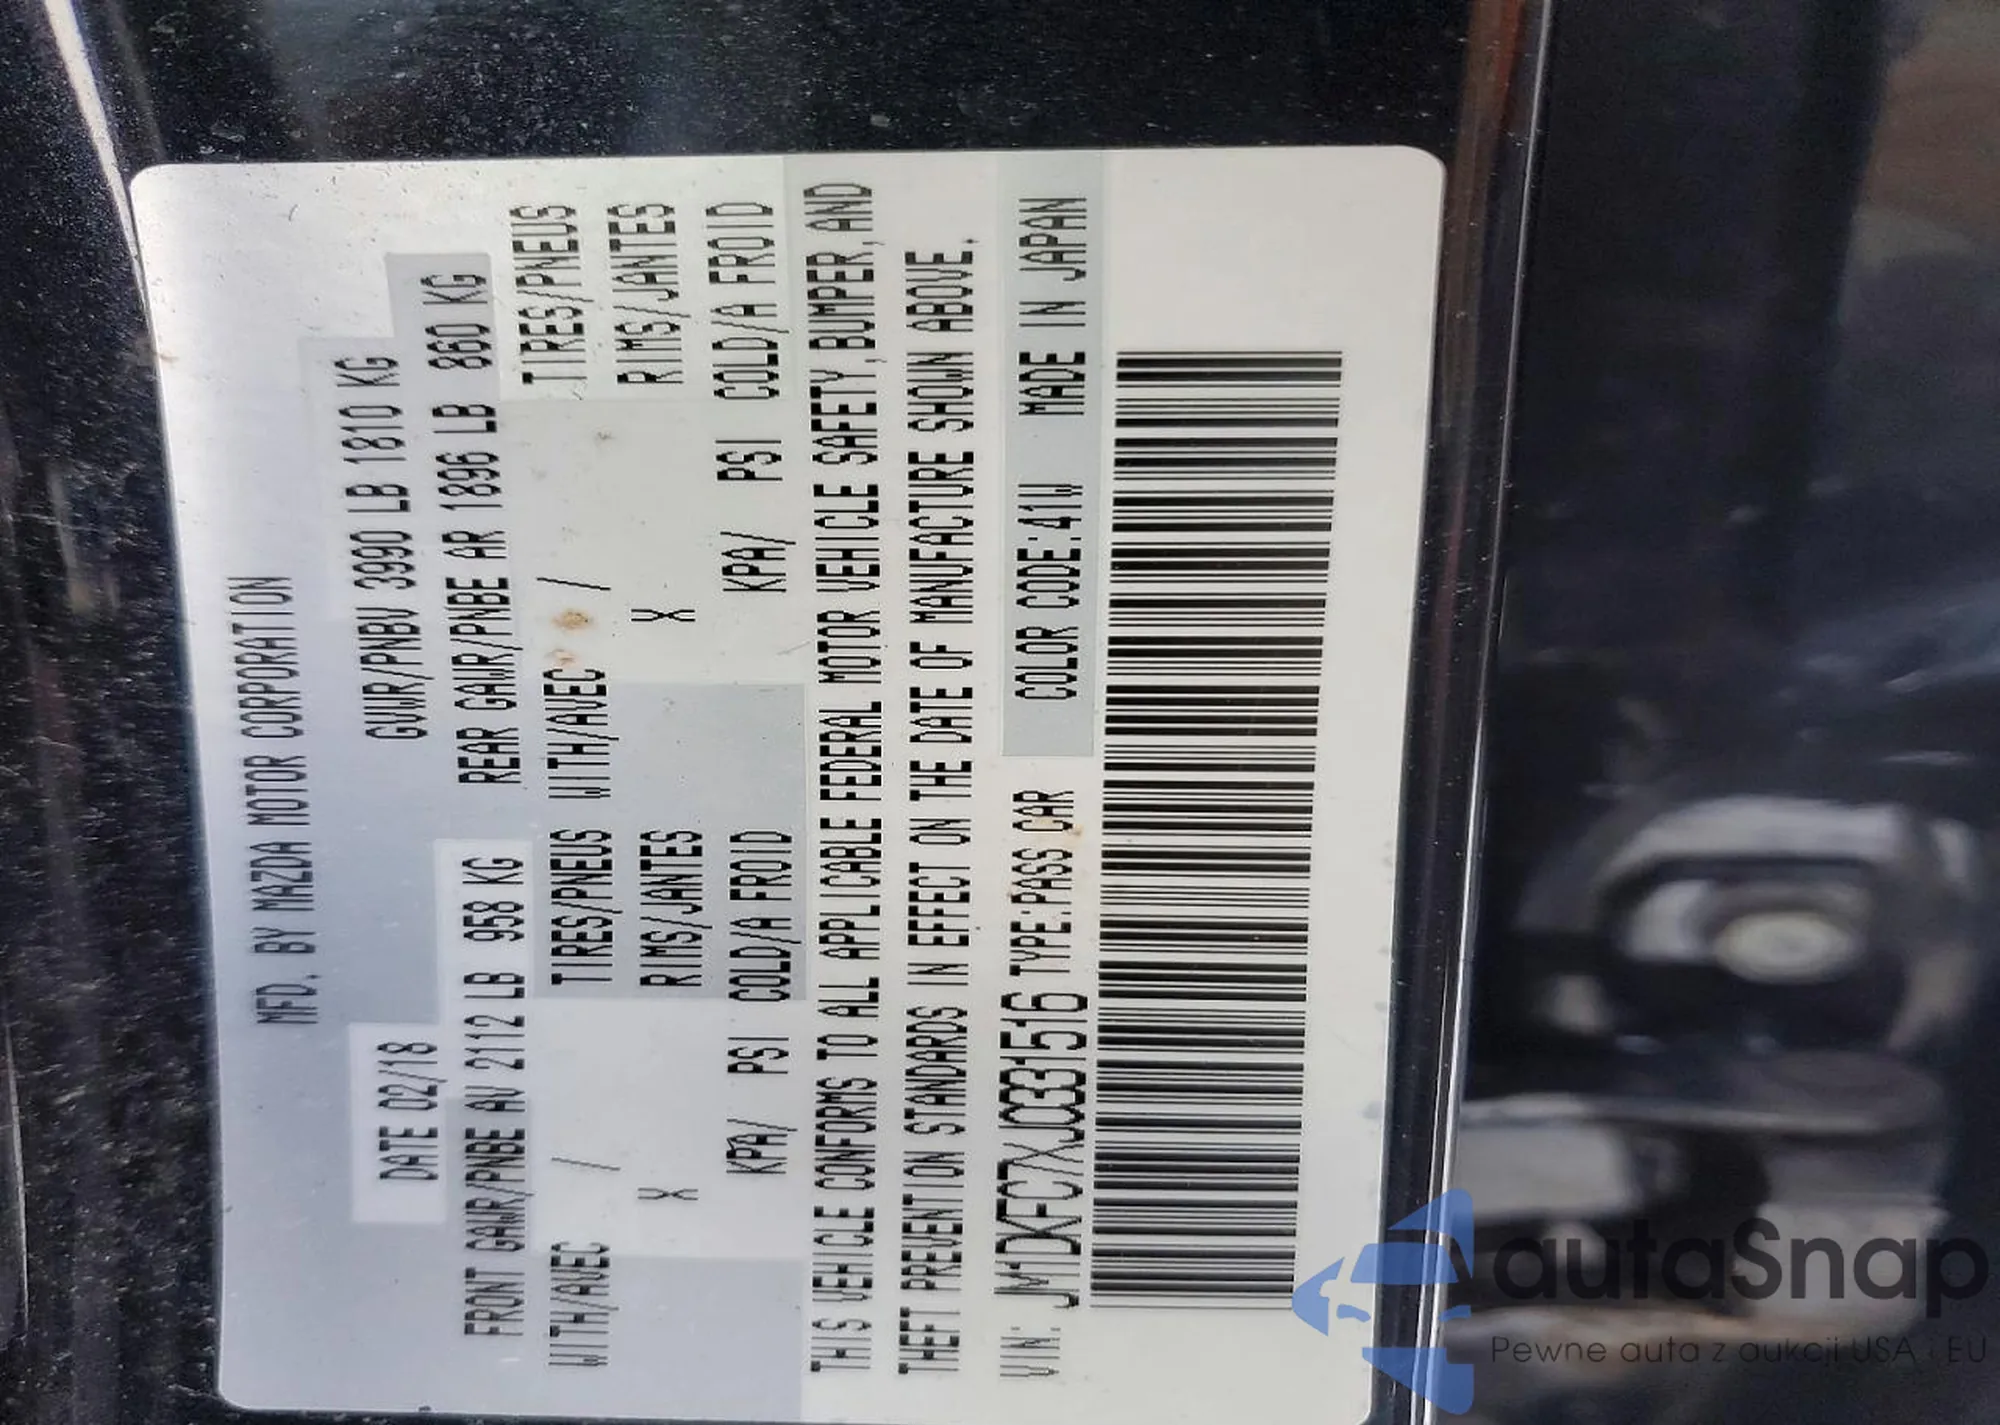 MFD. BY MAZDA MOTOR CORPORATION
DATE 02/18
GVWR/PNBV 3990 LB 1810 KG
FRONT GAWR/PNBE AV 2112 LB 958 KG
REAR GAWR/PNBE AR 1896 LB 860 KG
WITH/AVEC / TIRES/PNEUS
WITH/AVEC / TIRES/PNEUS
X RIMS/JANTES
X RIMS/JANTES
KPA/ PSI COLD/A FROID
KPA/ PSI COLD/A FROID
THIS VEHICLE CONFORMS TO ALL APPLICABLE FEDERAL MOTOR VEHICLE SAFETY, BUMPER, AND
THEFT PREVENTION STANDARDS IN EFFECT ON THE DATE OF MANUFACTURE SHOWN ABOVE.
VIN: JM1DKFC7XJ0331516 TYPE:PASS CAR
COLOR CODE:41W MADE IN JAPAN
autaSnap
Pewne auta z aukcji USA i EU